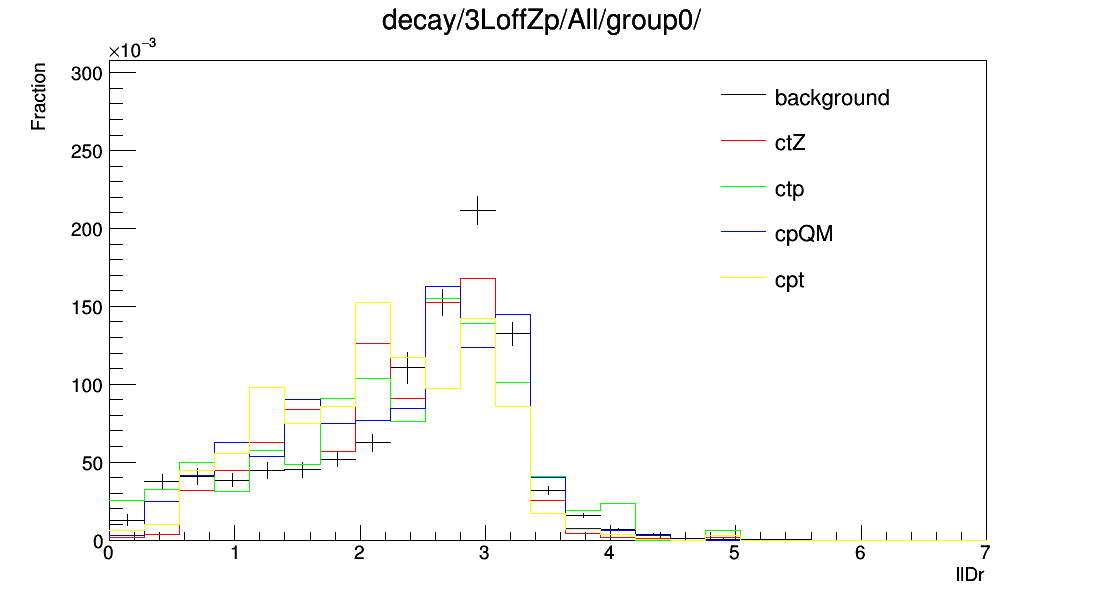 decay/3LoffZp/All/group0/
×10⁻³
Fraction
300
250
200
150
100
50
0
background
ctZ
ctp
cpQM
cpt
0 1 2 3 4 5 6 7
llDr